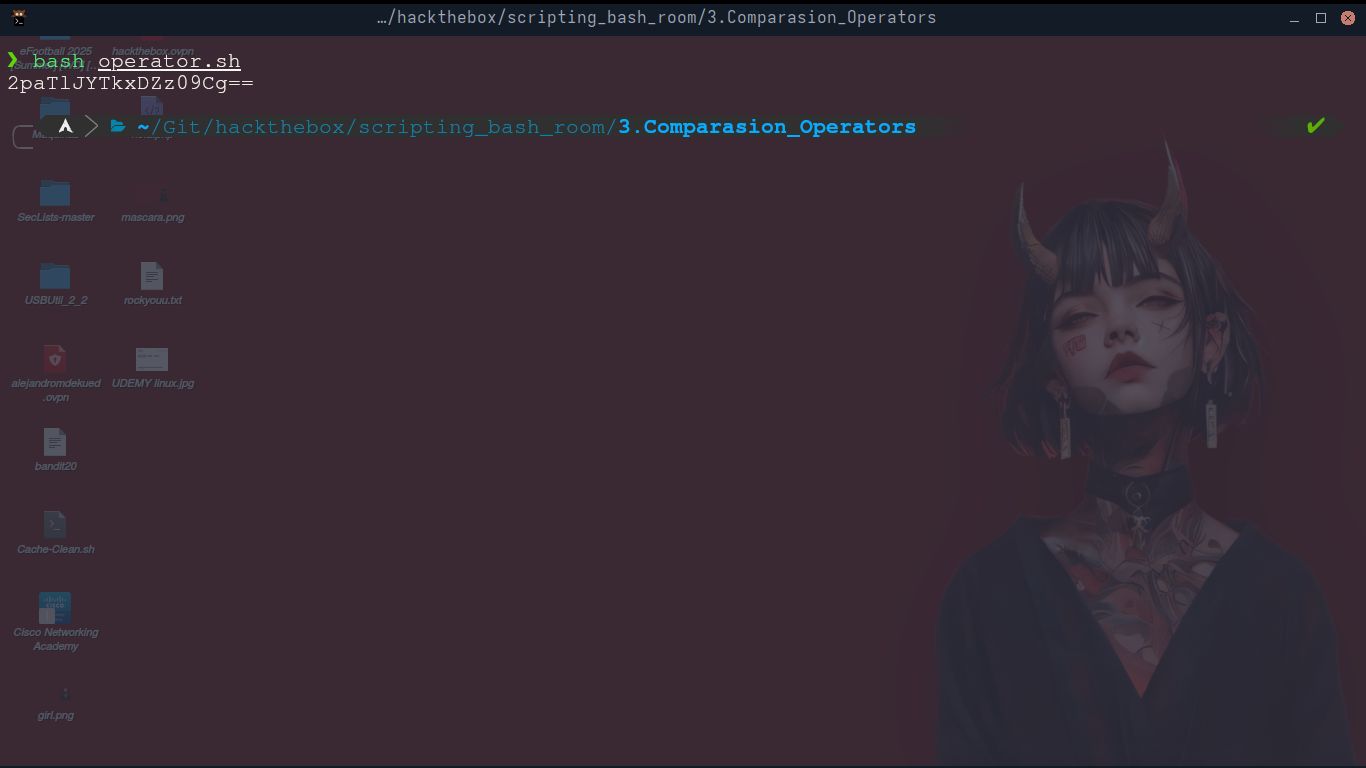 …/hackthebox/scripting_bash_room/3.Comparasion_Operators
eFootball 2025
hackthebox.ovpn
❯ bash operator.sh
2paTlJYTkxDZz09Cg==
~/Git/hackthebox/scripting_bash_room/3.Comparasion_Operators
SecLists-master
mascara.png
USBUtil_2_2
rockyouu.txt
alejandromdekued
.ovpn
UDEMY linux.jpg
bandit20
Cache-Clean.sh
CISCO
Cisco Networking
Academy
girl.png